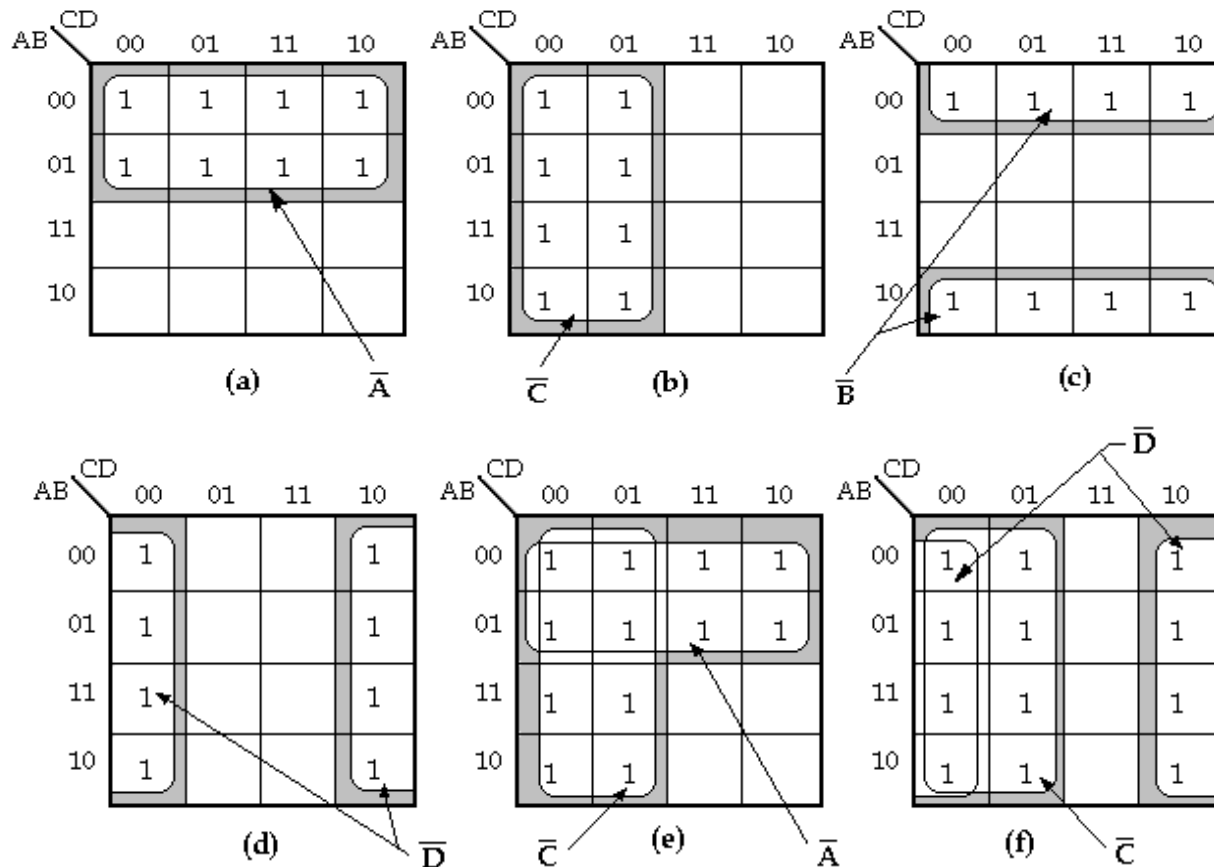 CD CD CD
AB 00 01 11 10 AB 00 01 11 10 AB 00 01 11 10
00 1 1 1 1 00 1 1 00 1 1 1 1
01 1 1 1 1 01 1 1 01
11 11 1 1 11
10 10 1 1 10 1 1 1 1
(a) A̅ C̅ (b) B̅ (c)
D̅
CD CD CD
AB 00 01 11 10 AB 00 01 11 10 AB 00 01 11 10
00 1 1 00 1 1 1 1 00 1 1 1
01 1 1 01 1 1 1 1 01 1 1 1
11 1 1 11 1 1 11 1 1 1
10 1 1 10 1 1 10 1 1 1
(d) D̅ C̅ (e) A̅ (f) C̅